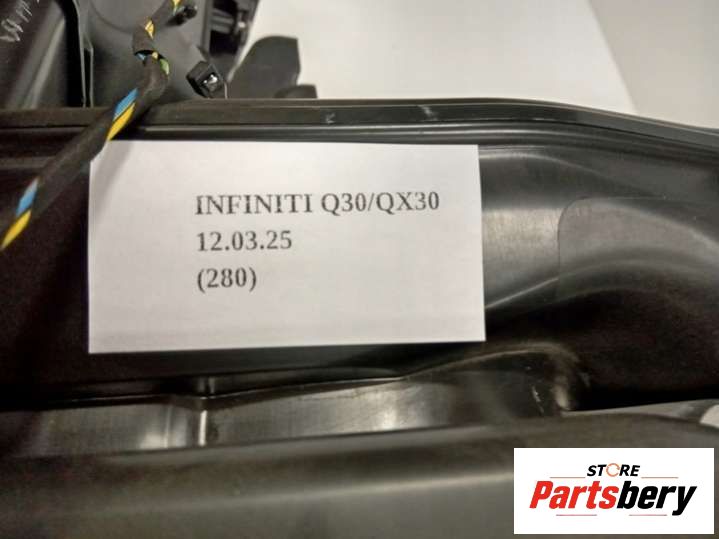 INFINITI Q30/QX30
12.03.25
(280)
STORE
Partsbery